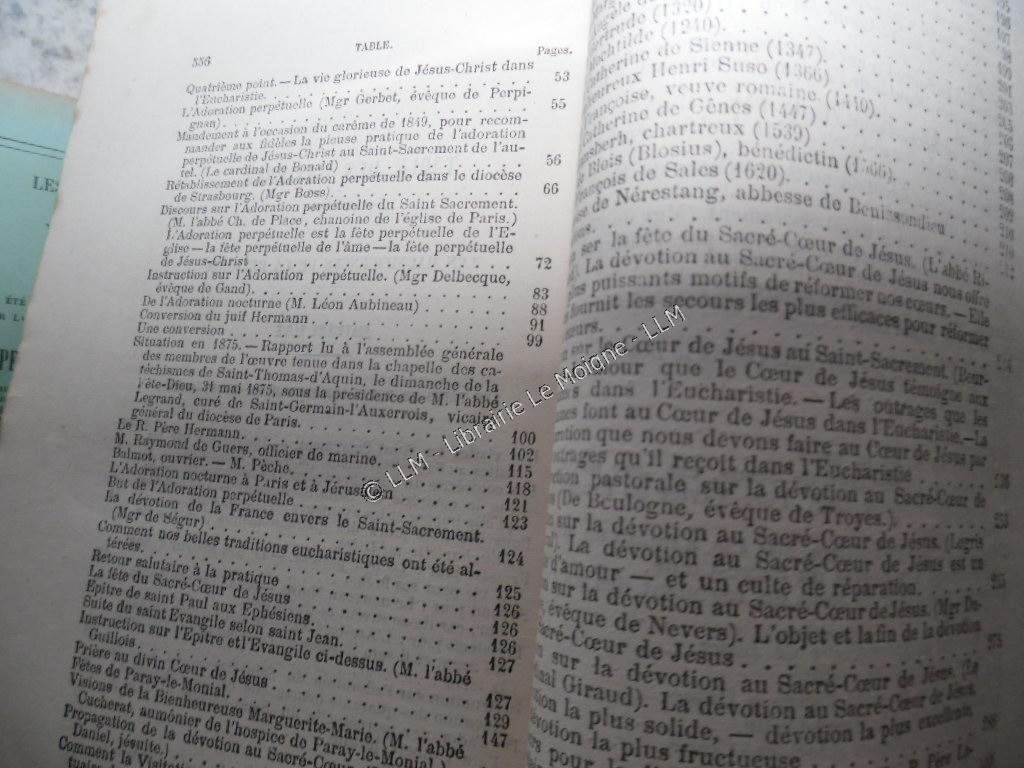 556
TABLE.
Pages.
Quatrième point. — La vie glorieuse de Jésus-Christ dans
l'Eucharistie. 53
L'Adoration perpétuelle (Mgr Gerbet, évêque de Perpi-
gnan) 55
Mandement à l'occasion du carême de 1849, pour recom-
mander aux fidèles la pieuse pratique de l'adoration
perpétuelle de Jésus-Christ au Saint-Sacrement de l'au-
tel. (Le cardinal de Bonald) 56
Rétablissement de l'Adoration perpétuelle dans le diocèse
de Strasbourg. (Mgr Rœss). 66
Discours sur l'Adoration perpétuelle du Saint Sacrement.
(M. l'abbé Ch. de Place, chanoine de l'église de Paris.)
L'Adoration perpétuelle est la fête perpétuelle de l'E-
glise — la fête perpétuelle de l'âme — la fête perpétuelle
de Jésus-Christ 72
Instruction sur l'Adoration perpétuelle. (Mgr Delbecque,
évêque de Gand). 83
De l'Adoration nocturne (M. Léon Aubineau) 88
Conversion du juif Hermann 91
Une conversion 99
Situation en 1875. — Rapport lu à l'assemblée générale
des membres de l'œuvre tenue dans la chapelle des ca-
téchismes de Saint-Thomas-d'Aquin, le dimanche de la
Fête-Dieu, 31 mai 1875, sous la présidence de M. l'abbé
Legrand, curé de Saint-Germain-l'Auxerrois, vicaire
général du diocèse de Paris. 100
Le R. Père Hermann. 102
M. Raymond de Guers, officier de marine. 115
Balmot, ouvrier. — M. Pèche. 118
L'Adoration nocturne à Paris et à Jérusalem 121
But de l'Adoration perpétuelle 123
La dévotion de la France envers le Saint-Sacrement.
(Mgr de Ségur) 124
Comment nos belles traditions eucharistiques ont été al-
térées. 125
Retour salutaire à la pratique 126
La fête du Sacré-Cœur de Jésus 126
Epître de saint Paul aux Ephésiens. 126
Suite du saint Evangile selon saint Jean. 127
Instruction sur l'Epître et l'Evangile ci-dessus. (M. l'abbé
Guillois. 127
Prière au divin Cœur de Jésus 129
Fêtes de Paray-le-Monial. 147
Visions de la Bienheureuse Marguerite-Marie. (M. l'abbé
Cucherat, aumônier de l'hospice de Paray-le-Monial)
Propagation de la dévotion au Sacré-Cœur
Daniel, jésuite.)
Comment la Visitation
(1320)
Mechtilde (1310)
Catherine de Sienne (1347).
Henri Suso (1366)
Françoise, veuve romaine (1440).
Catherine de Gênes (1447)
chartreux (1539)
Blois (Blosius), bénédictin (1566).
François de Sales (1620).
de Nérestang, abbesse de Benissondieu
la fête du Sacré-Cœur de Jésus. (L'abbé
La dévotion au Sacré-Cœur de Jésus nous offre
puissants motifs de réformer nos cœurs. — Elle
fournit les secours les plus efficaces pour réformer
cœurs.
Cœur de Jésus au Saint-Sacrement.
que le Cœur de Jésus témoigne aux
dans l'Eucharistie. — Les outrages que les
font au Cœur de Jésus dans l'Eucharistie. — La
que nous devons faire au Cœur de Jésus par
outrages qu'il reçoit dans l'Eucharistie
pastorale sur la dévotion au Sacré-Cœur de
(De Boulogne, évêque de Troyes.)
sur la dévotion au Sacré-Cœur de Jésus. (Legris
La dévotion au Sacré-Cœur de Jésus est un
d'amour — et un culte de réparation.
sur la dévotion au Sacré-Cœur de Jésus. (Mgr
évêque de Nevers). L'objet et la fin de la dévotion
Sacré-Cœur de Jésus
sur la dévotion au Sacré-Cœur de Jésus.
Giraud). La dévotion au Sacré-Cœur de Jésus,
la plus solide, — dévotion la plus excellente,
dévotion la plus fructueuse
pour
© LLM - Librairie Le Moigne - LLM